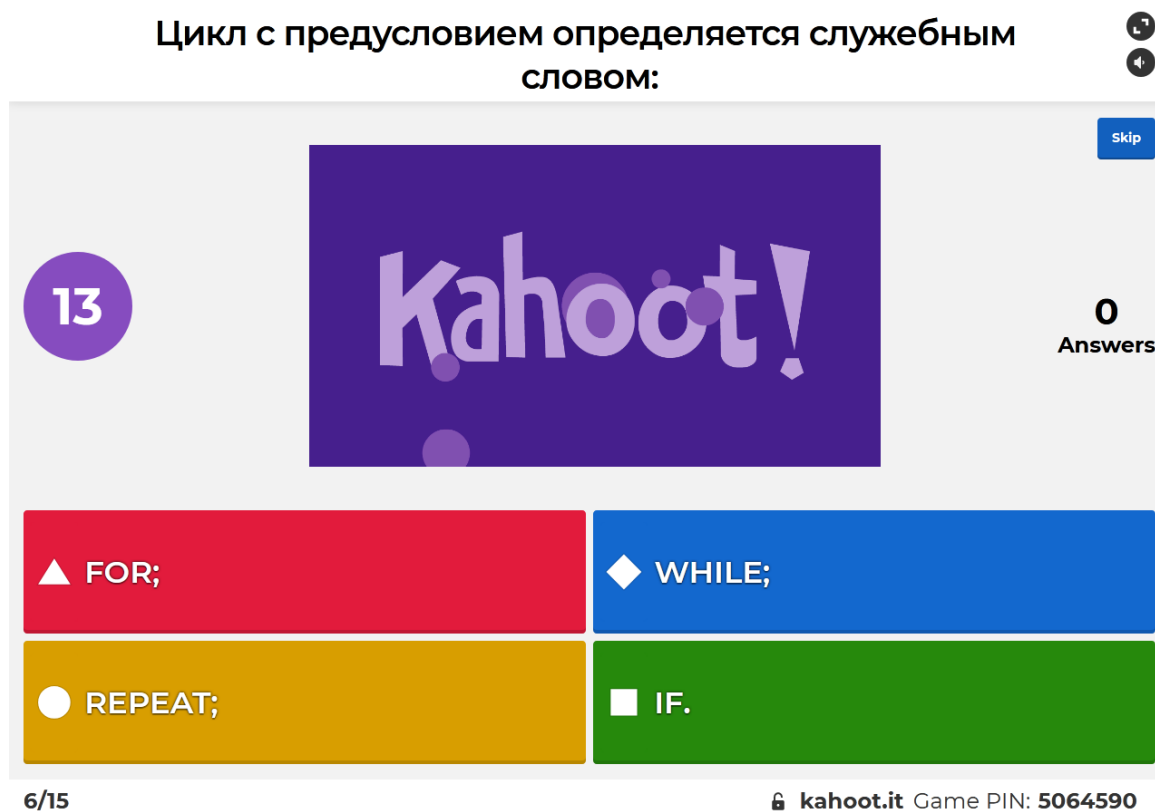 Цикл с предусловием определяется служебным
словом:
Skip
Kahoot!
13
0
Answers
FOR;
WHILE;
REPEAT;
IF.
6/15
kahoot.it Game PIN: 5064590